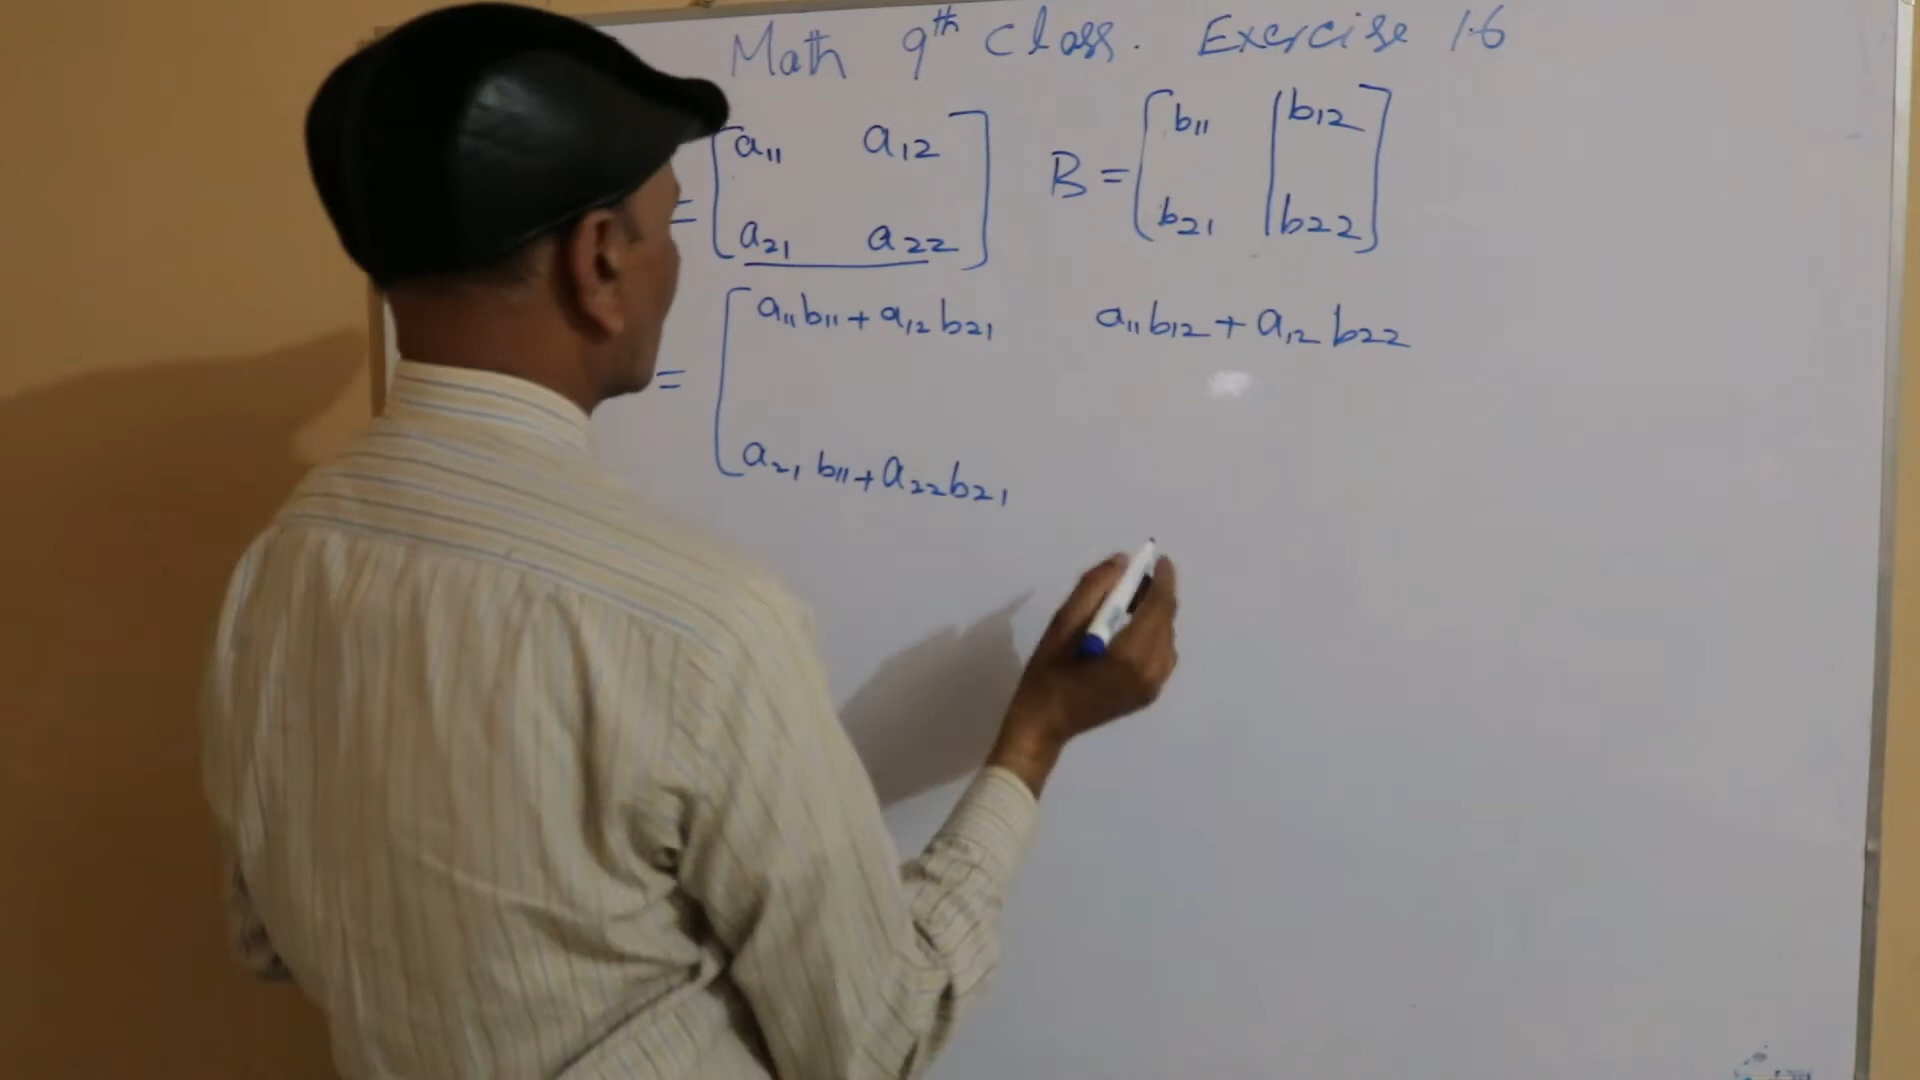 Math 9th Class. Exercise 1.6
= [a11 a12
a21 a22] B = [b11 b12
b21 b22]
= [a11b11 + a12b21 a11b12 + a12b22
a21b11 + a22b21